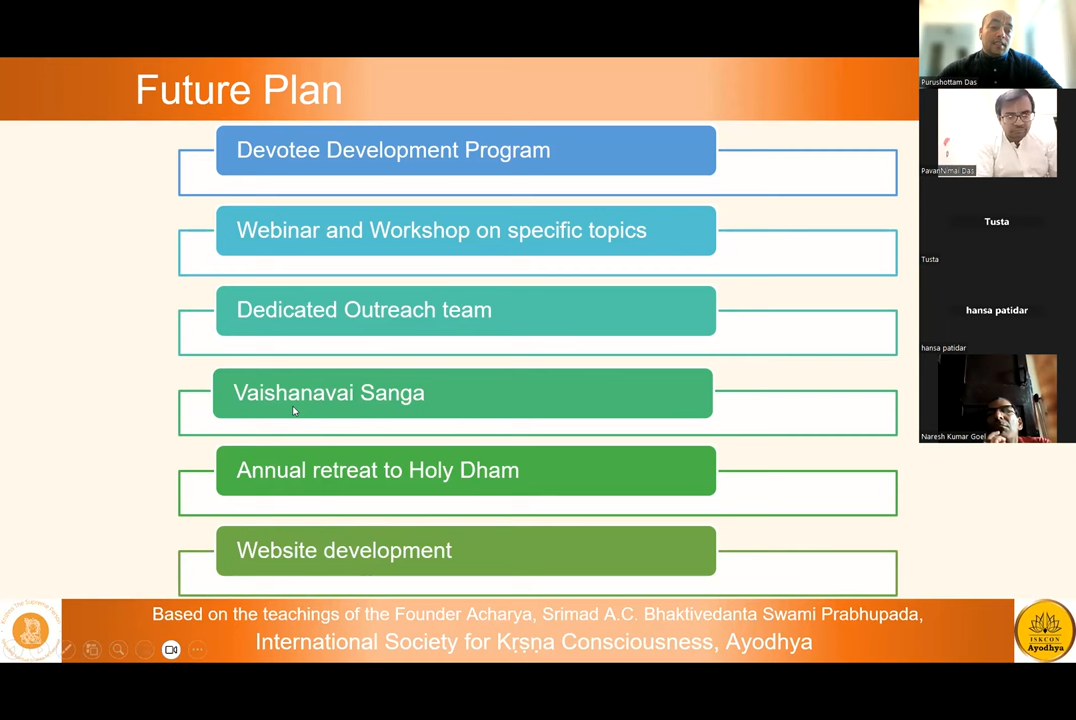 Future Plan
Devotee Development Program
Webinar and Workshop on specific topics
Dedicated Outreach team
Vaishanavai Sanga
Annual retreat to Holy Dham
Website development
Based on the teachings of the Founder Acharya, Srimad A.C. Bhaktivedanta Swami Prabhupada,
International Society for Kṛṣṇa Consciousness, Ayodhya
ISKCON
Ayodhya
Purushottam Das
PavanNimai Das
Tusta
Tusta
hansa patidar
hansa patidar
Naresh Kumar Goel